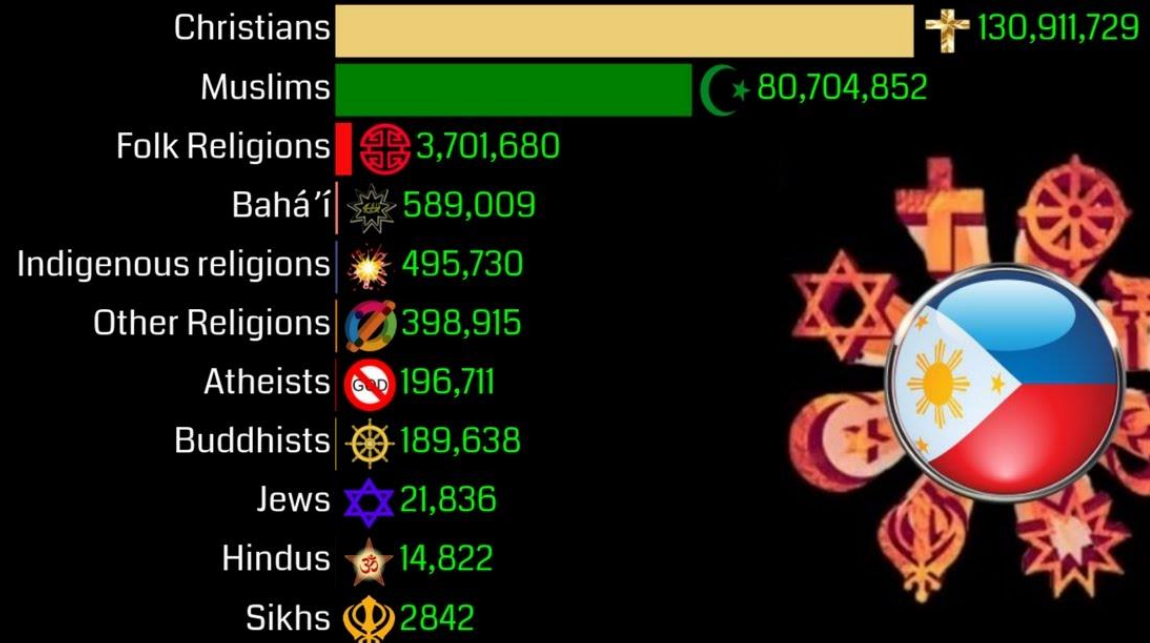 Christians 130,911,729
Muslims 80,704,852
Folk Religions 3,701,680
Bahá’í 589,009
Indigenous religions 495,730
Other Religions 398,915
Atheists GOD 196,711
Buddhists 189,638
Jews 21,836
Hindus ॐ 14,822
Sikhs 2842